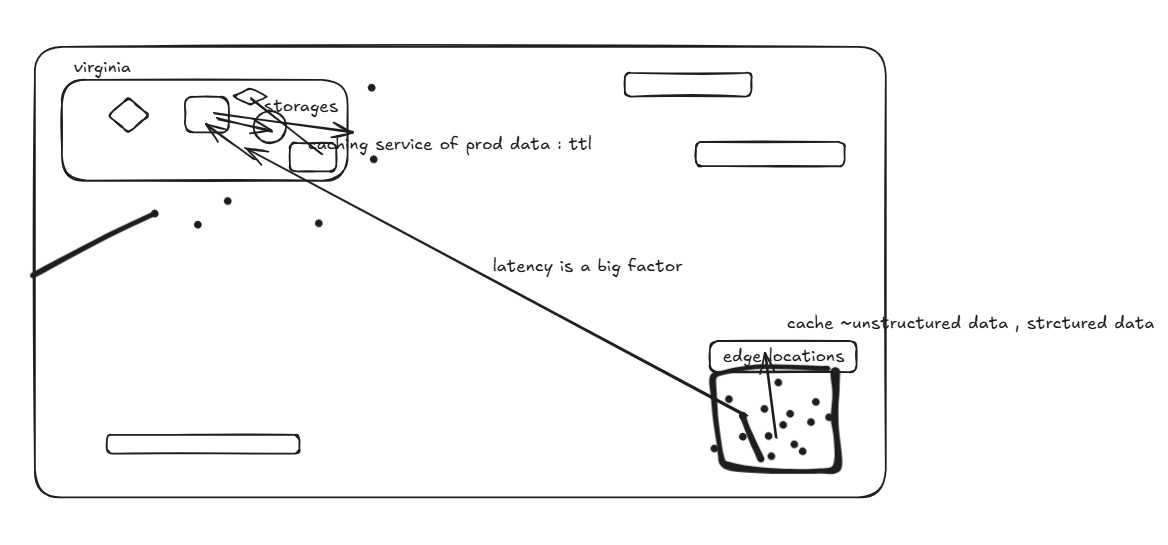 virginia
storages
caching service of prod data : ttl
latency is a big factor
cache ~unstructured data , strctured data
edge locations